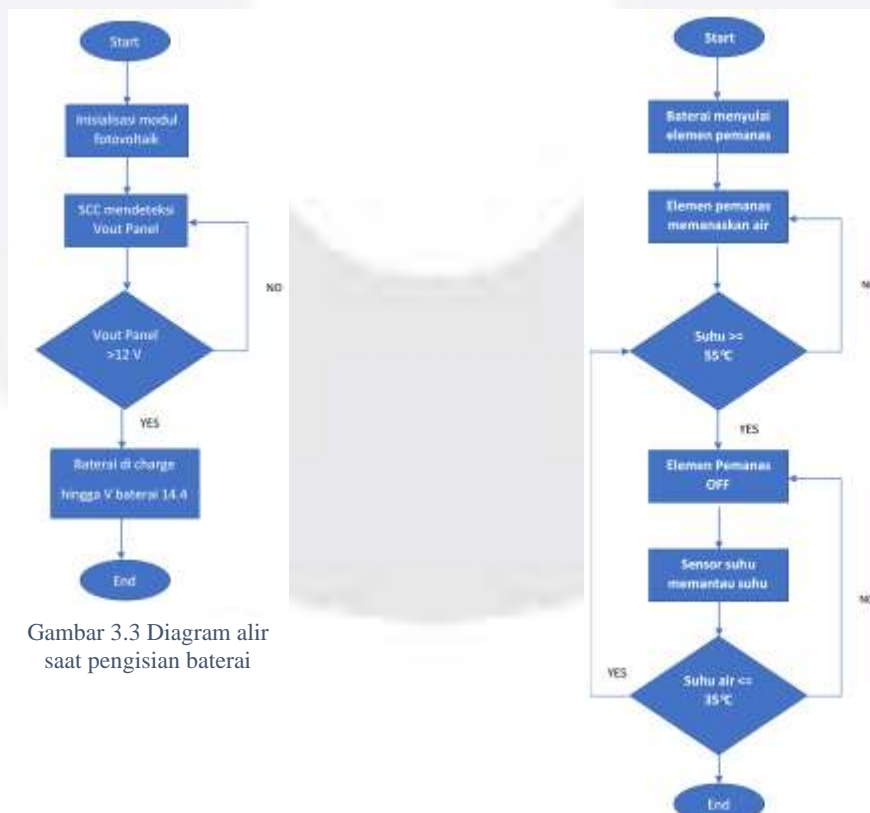 Start
Inisialisasi modul
fotovoltaik
SCC mendeteksi
Vout Panel
NO
Vout Panel
>12 V
YES
Baterai di charge
hingga V baterai 14.4
End
Gambar 3.3 Diagram alir
saat pengisian baterai
Start
Baterai menyulai
elemen pemanas
Elemen pemanas
memanaskan air
Suhu >=
55°C
YES
Elemen Pemanas
OFF
Sensor suhu
memantau suhu
YES
Suhu air <=
35°C
End